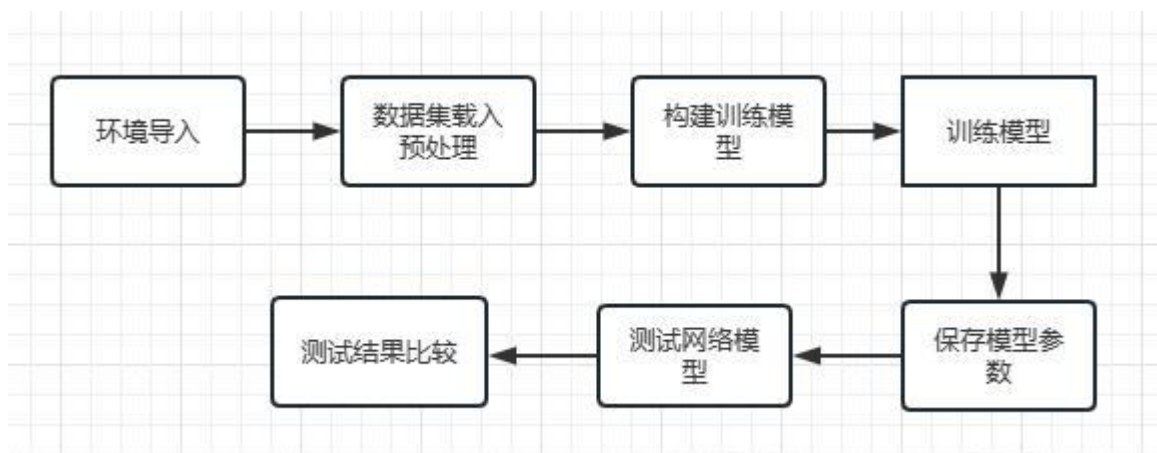 环境导入
数据集载入
预处理
构建训练模
型
训练模型
保存模型参
数
测试网络模
型
测试结果比较